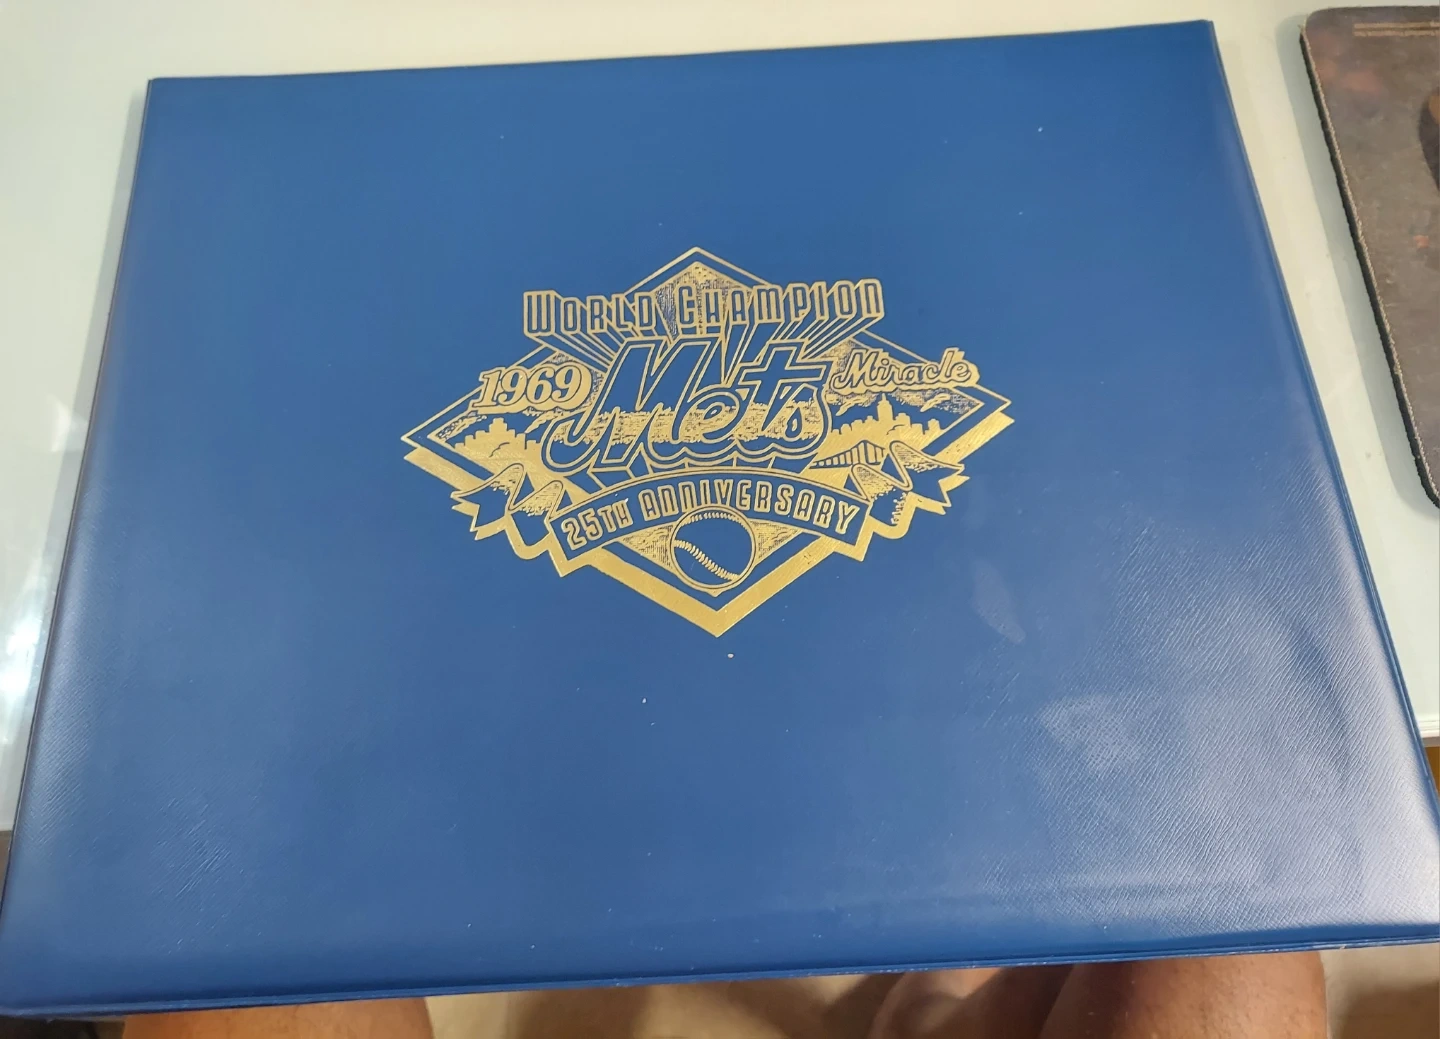 WORLD CHAMPION
1969 Mets Miracle
25TH ANNIVERSARY